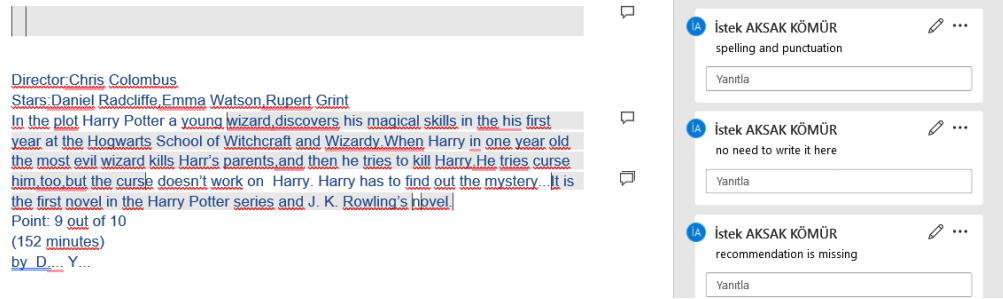 Director:Chris Colombus
Stars:Daniel Radcliffe,Emma Watson,Rupert Grint
In the plot Harry Potter a young wizard,discovers his magical skills in the his first
year at the Hogwarts School of Witchcraft and Wizardy.When Harry in one year old
the most evil wizard kills Harr's parents,and then he tries to kill Harry.He tries curse
him,too,but the curse doesn't work on Harry. Harry has to find out the mystery...It is
the first novel in the Harry Potter series and J. K. Rowling's novel.
Point: 9 out of 10
(152 minutes)
by D.... Y...
İA İstek AKSAK KÖMÜR
spelling and punctuation
Yanıtla
İA İstek AKSAK KÖMÜR
no need to write it here
Yanıtla
İA İstek AKSAK KÖMÜR
recommendation is missing
Yanıtla